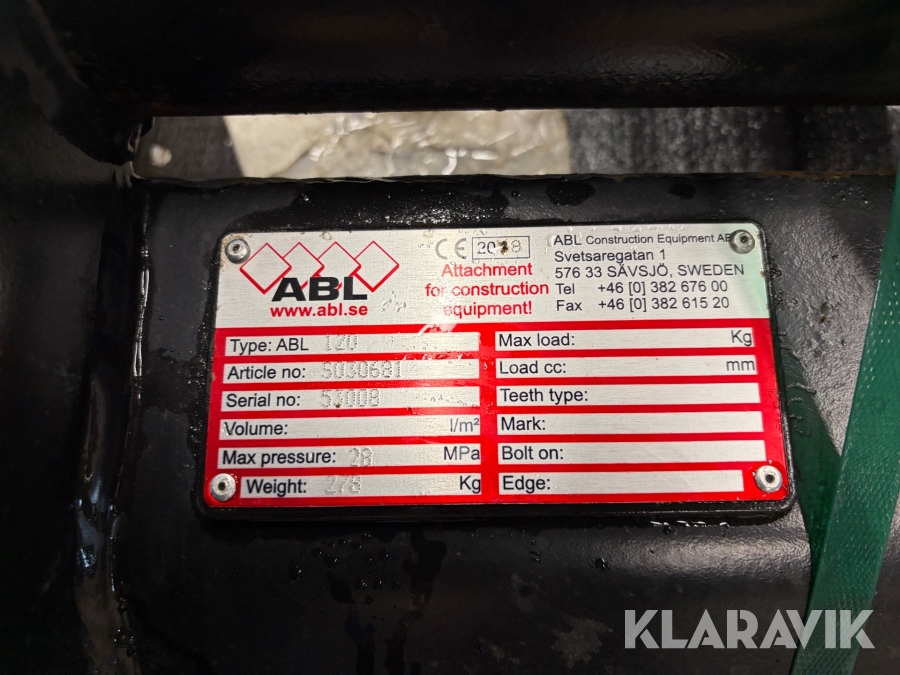 ABL
www.abl.se
CE
Attachment
for construction
equipment!
ABL Construction Equipment AB
Svetsaregatan 1
576 33 SÄVSJÖ, SWEDEN
Tel +46 [0] 382 676 00
Fax +46 [0] 382 615 20
Type: ABL 120
Article no: S030681
Serial no: 51008
Volume: l/m²
Max pressure: 28 MPa
Weight: 278 Kg
Max load: Kg
Load cc: mm
Teeth type:
Mark:
Bolt on:
Edge:
KLARAVIK